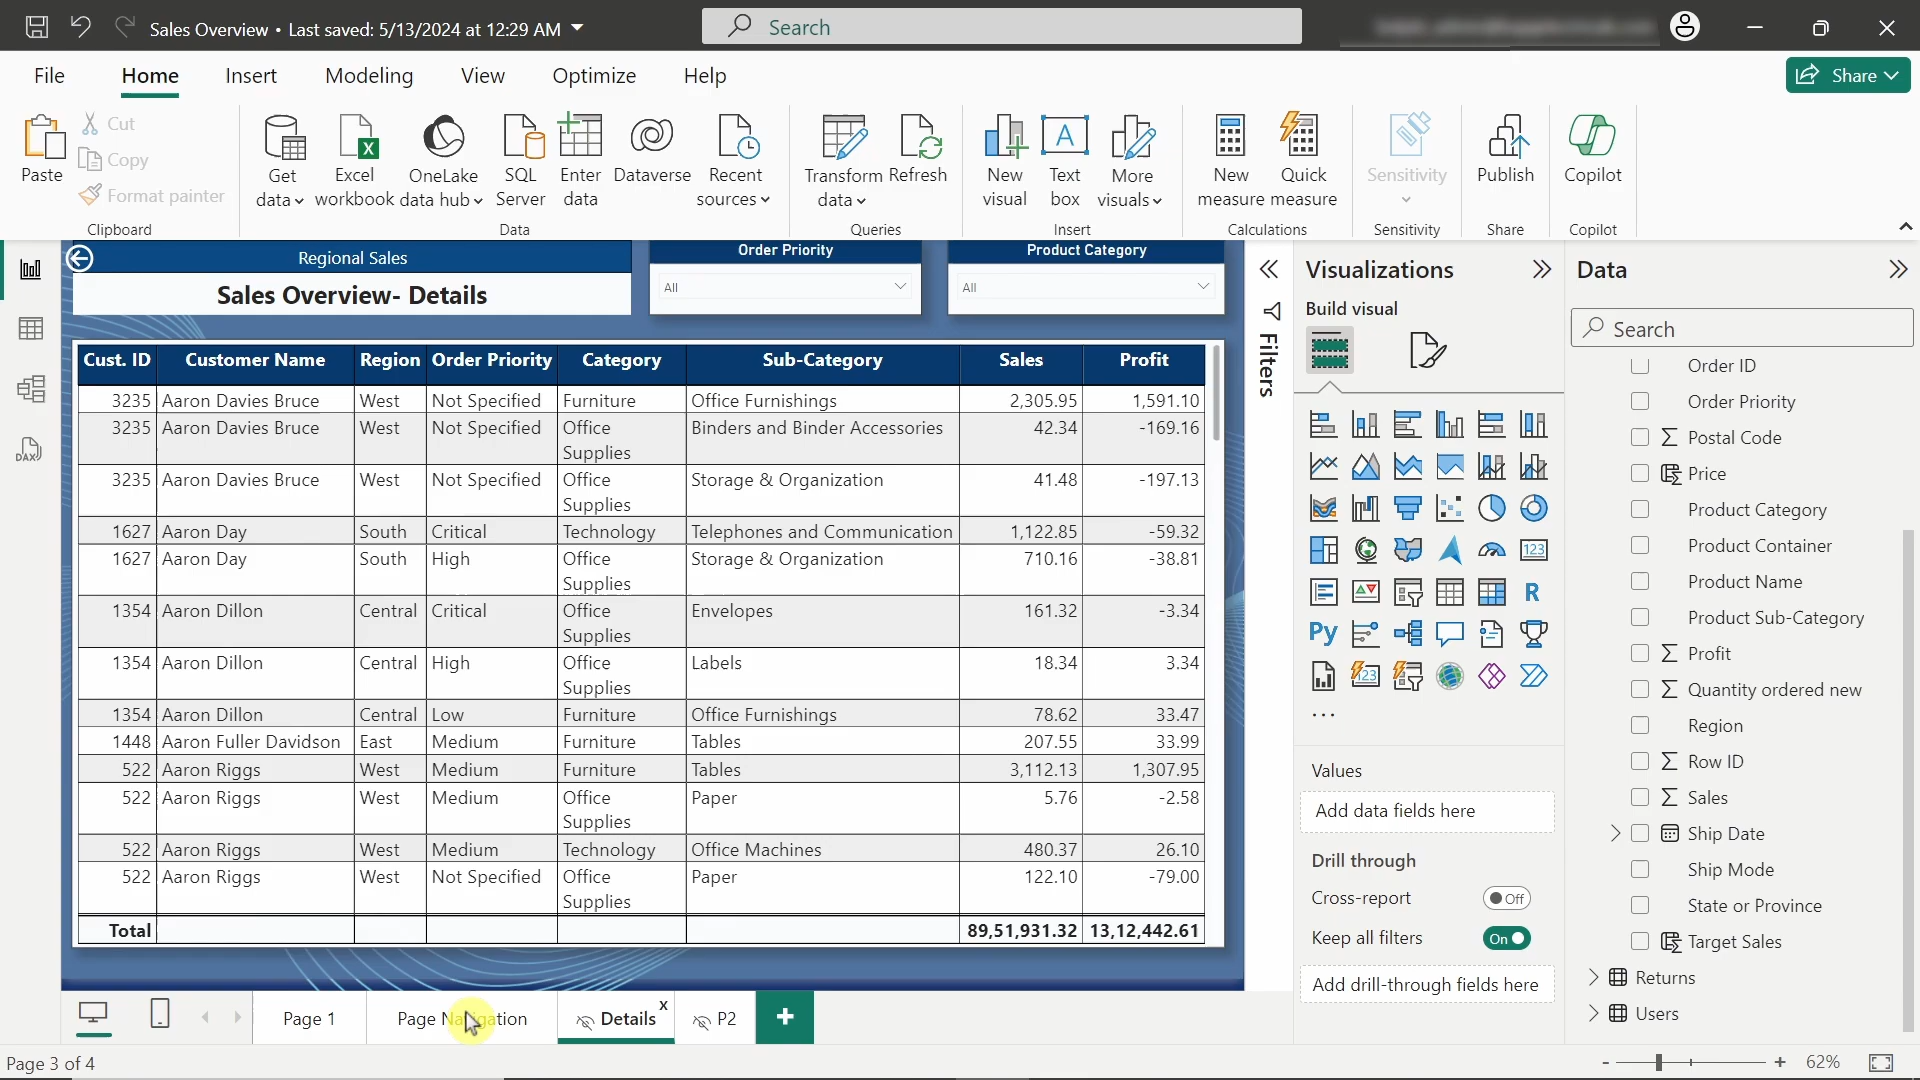 Sales Overview • Last saved: 5/13/2024 at 12:29 AM
Search
File Home Insert Modeling View Optimize Help
Share
Paste
Cut
Copy
Format painter
Clipboard
Get data
Excel workbook
OneLake data hub
SQL Server
Enter data
Dataverse
Recent sources
Data
Transform data
Refresh
Queries
New visual
Text box
More visuals
Insert
New measure
Quick measure
Calculations
Sensitivity
Sensitivity
Publish
Share
Copilot
Copilot
Regional Sales
Sales Overview- Details
Order Priority
All
Product Category
All
Cust. ID Customer Name Region Order Priority Category Sub-Category Sales Profit
3235 Aaron Davies Bruce West Not Specified Furniture Office Furnishings 2,305.95 1,591.10
3235 Aaron Davies Bruce West Not Specified Office Supplies Binders and Binder Accessories 42.34 -169.16
3235 Aaron Davies Bruce West Not Specified Office Supplies Storage & Organization 41.48 -197.13
1627 Aaron Day South Critical Technology Telephones and Communication 1,122.85 -59.32
1627 Aaron Day South High Office Supplies Storage & Organization 710.16 -38.81
1354 Aaron Dillon Central Critical Office Supplies Envelopes 161.32 -3.34
1354 Aaron Dillon Central High Office Supplies Labels 18.34 3.34
1354 Aaron Dillon Central Low Furniture Office Furnishings 78.62 33.47
1448 Aaron Fuller Davidson East Medium Furniture Tables 207.55 33.99
522 Aaron Riggs West Medium Furniture Tables 3,112.13 1,307.95
522 Aaron Riggs West Medium Office Supplies Paper 5.76 -2.58
522 Aaron Riggs West Medium Technology Office Machines 480.37 26.10
522 Aaron Riggs West Not Specified Office Supplies Paper 122.10 -79.00
Total 89,51,931.32 13,12,442.61
Filters
Visualizations
Build visual
123
R
Py
123
...
Values
Add data fields here
Drill through
Cross-report Off
Keep all filters On
Add drill-through fields here
Data
Search
Order ID
Order Priority
Postal Code
Price
Product Category
Product Container
Product Name
Product Sub-Category
Profit
Quantity ordered new
Region
Row ID
Sales
Ship Date
Ship Mode
State or Province
Target Sales
Returns
Users
DAX
Page 1
Page Navigation
Details x
P2
+
Page 3 of 4
- + 62%